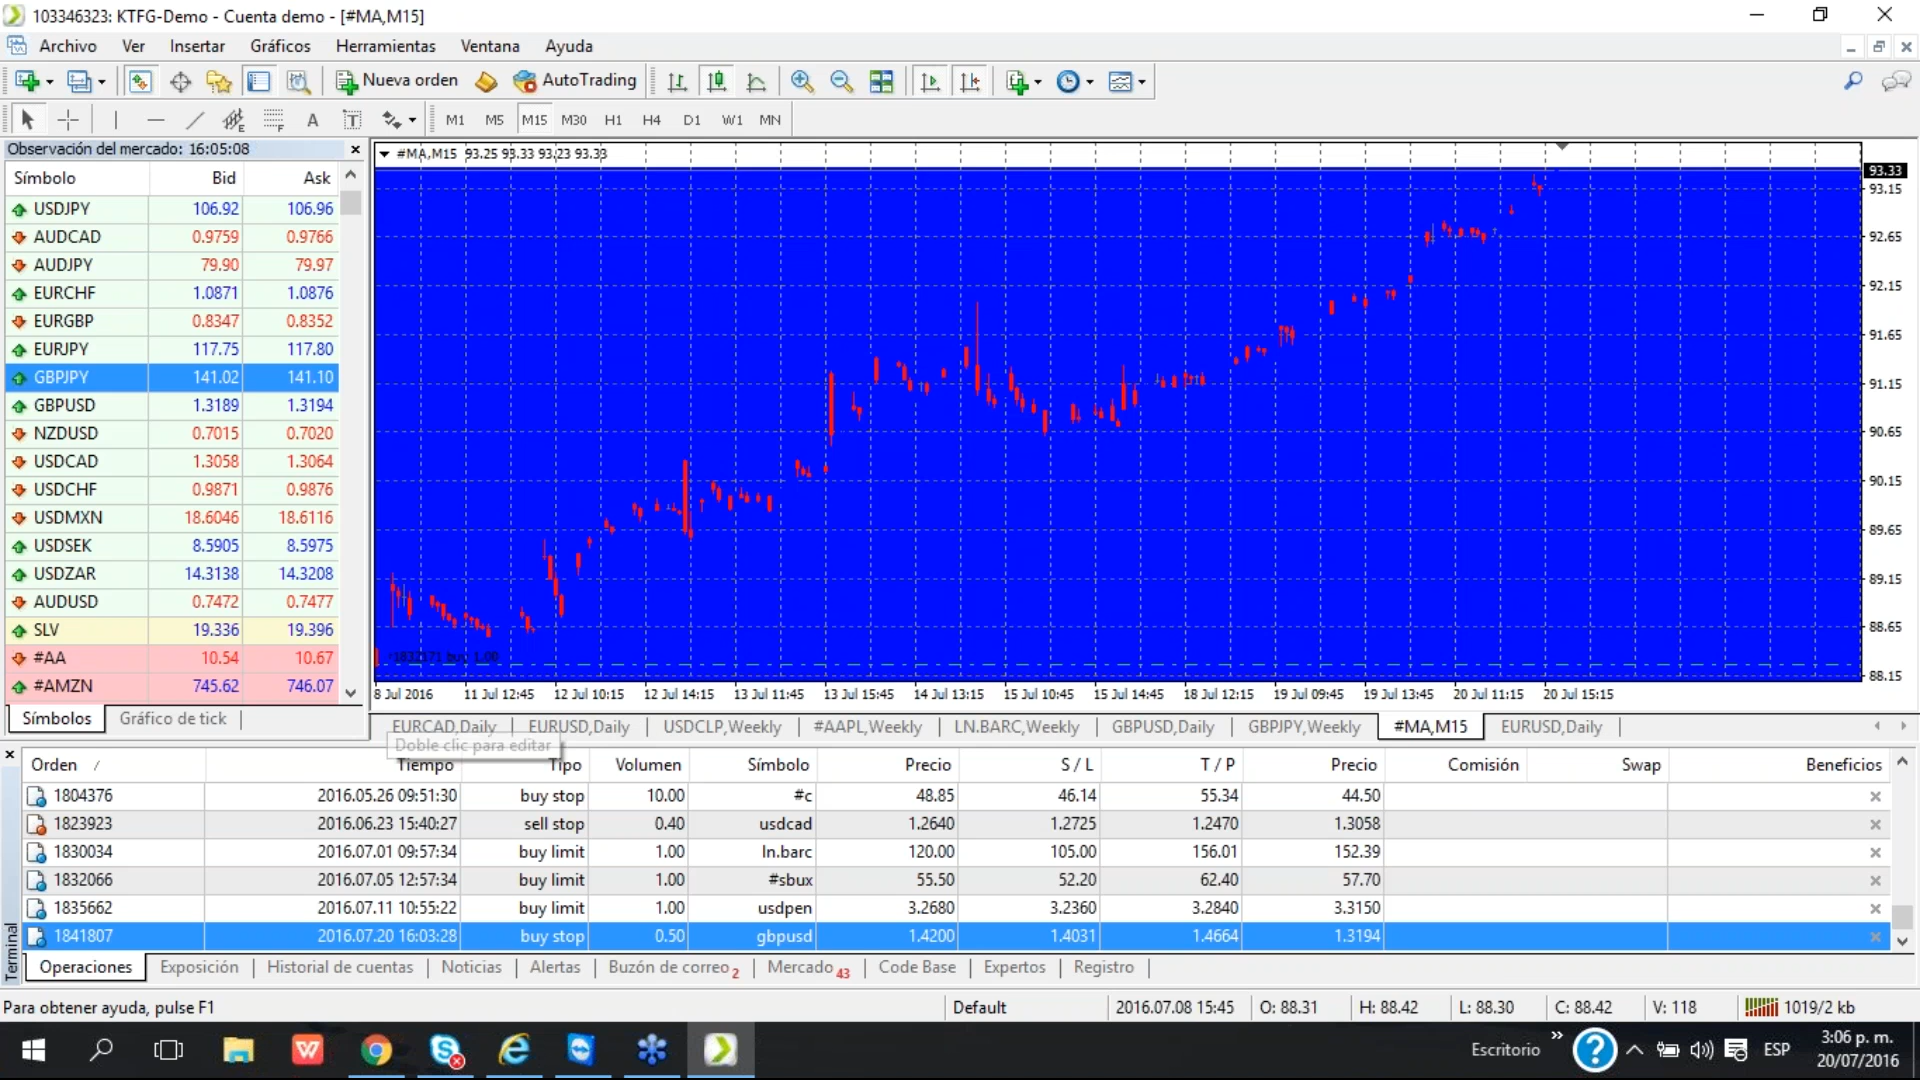 103346323: KTFG-Demo - Cuenta demo - [#MA,M15]
Archivo Ver Insertar Gráficos Herramientas Ventana Ayuda
Nueva orden AutoTrading
A T M1 M5 M15 M30 H1 H4 D1 W1 MN
Observación del mercado: 16:05:08
Símbolo Bid Ask
USDJPY 106.92 106.96
AUDCAD 0.9759 0.9766
AUDJPY 79.90 79.97
EURCHF 1.0871 1.0876
EURGBP 0.8347 0.8352
EURJPY 117.75 117.80
GBPJPY 141.02 141.10
GBPUSD 1.3189 1.3194
NZDUSD 0.7015 0.7020
USDCAD 1.3058 1.3064
USDCHF 0.9871 0.9876
USDMXN 18.6046 18.6116
USDSEK 8.5905 8.5975
USDZAR 14.3138 14.3208
AUDUSD 0.7472 0.7477
SLV 19.336 19.396
#AA 10.54 10.67
#AMZN 745.62 746.07
Símbolos Gráfico de tick
#MA,M15 93.25 93.33 93.23 93.33
93.33
93.15
92.65
92.15
91.65
91.15
90.65
90.15
89.65
89.15
88.65
88.15
#1832171 buy 1.00
8 Jul 2016 11 Jul 12:45 12 Jul 10:15 12 Jul 14:15 13 Jul 11:45 13 Jul 15:45 14 Jul 13:15 15 Jul 10:45 15 Jul 14:45 18 Jul 12:15 19 Jul 09:45 19 Jul 13:45 20 Jul 11:15 20 Jul 15:15
EURCAD,Daily EURUSD,Daily USDCLP,Weekly #AAPL,Weekly LN.BARC,Weekly GBPUSD,Daily GBPJPY,Weekly #MA,M15 EURUSD,Daily
Doble clic para editar
Orden / Tiempo Tipo Volumen Símbolo Precio S / L T / P Precio Comisión Swap Beneficios
1804376 2016.05.26 09:51:30 buy stop 10.00 #c 48.85 46.14 55.34 44.50
1823923 2016.06.23 15:40:27 sell stop 0.40 usdcad 1.2640 1.2725 1.2470 1.3058
1830034 2016.07.01 09:57:34 buy limit 1.00 ln.barc 120.00 105.00 156.01 152.39
1832066 2016.07.05 12:57:34 buy limit 1.00 #sbux 55.50 52.20 62.40 57.70
1835662 2016.07.11 10:55:22 buy limit 1.00 usdpen 3.2680 3.2360 3.2840 3.3150
1841807 2016.07.20 16:03:28 buy stop 0.50 gbpusd 1.4200 1.4031 1.4664 1.3194
Terminal
Operaciones Exposición Historial de cuentas Noticias Alertas Buzón de correo 2 Mercado 43 Code Base Expertos Registro
Para obtener ayuda, pulse F1 Default 2016.07.08 15:45 O: 88.31 H: 88.42 L: 88.30 C: 88.42 V: 118 1019/2 kb
Escritorio » ? ESP 3:06 p. m.
20/07/2016